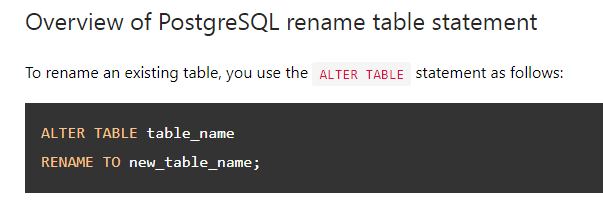 Overview of PostgreSQL rename table statement
To rename an existing table, you use the ALTER TABLE statement as follows:
ALTER TABLE table_name
RENAME TO new_table_name;